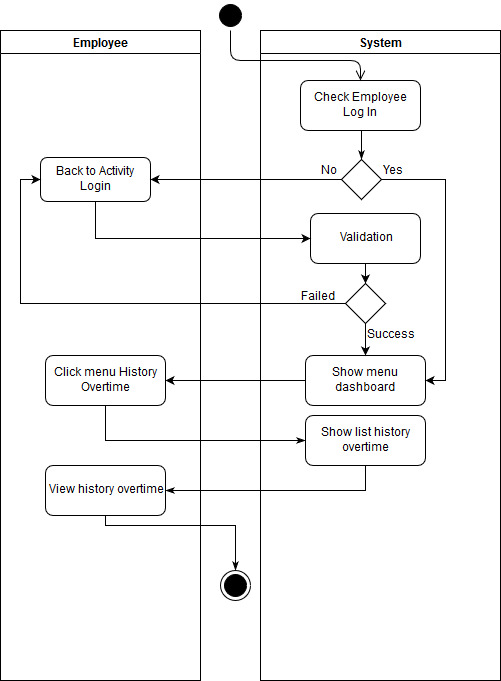 Employee
System
Check Employee
Log In
No
Yes
Back to Activity
Login
Validation
Failed
Success
Click menu History
Overtime
Show menu
dashboard
Show list history
overtime
View history overtime